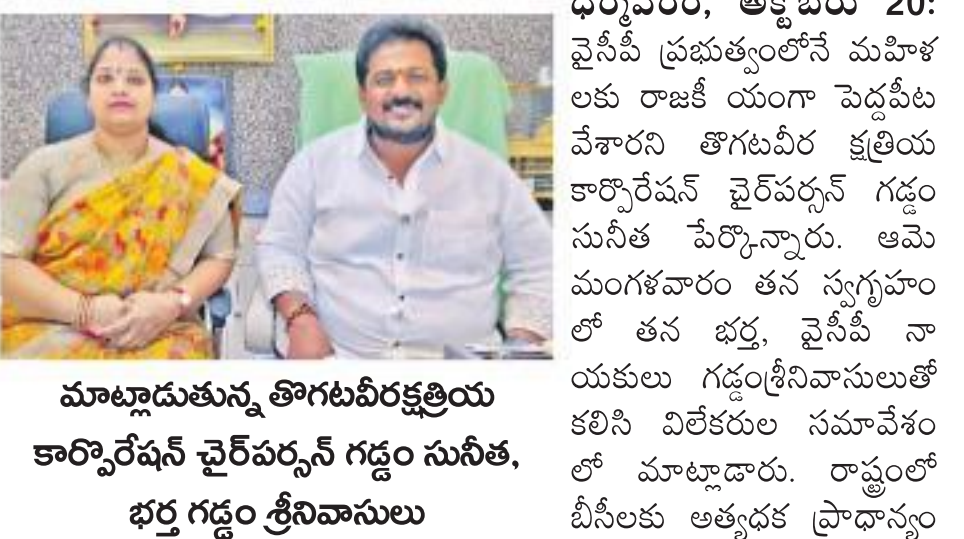 మాట్లాడుతున్న తొగటవీరక్షత్రియ
కార్పొరేషన్ చైర్‌పర్సన్ గడ్డం సునీత,
భర్త గడ్డం శ్రీనివాసులు
ధర్మవరం, అక్టోబరు 20:
వైసీపీ ప్రభుత్వంలోనే మహిళ
లకు రాజకీ యంగా పెద్దపీట
వేశారని తొగటవీర క్షత్రియ
కార్పొరేషన్ చైర్‌పర్సన్ గడ్డం
సునీత పేర్కొన్నారు. ఆమె
మంగళవారం తన స్వగృహం
లో తన భర్త, వైసీపీ నా
యకులు గడ్డంశ్రీనివాసులుతో
కలిసి విలేకరుల సమావేశం
లో మాట్లాడారు. రాష్ట్రంలో
బీసీలకు అత్యధక ప్రాధాన్యం